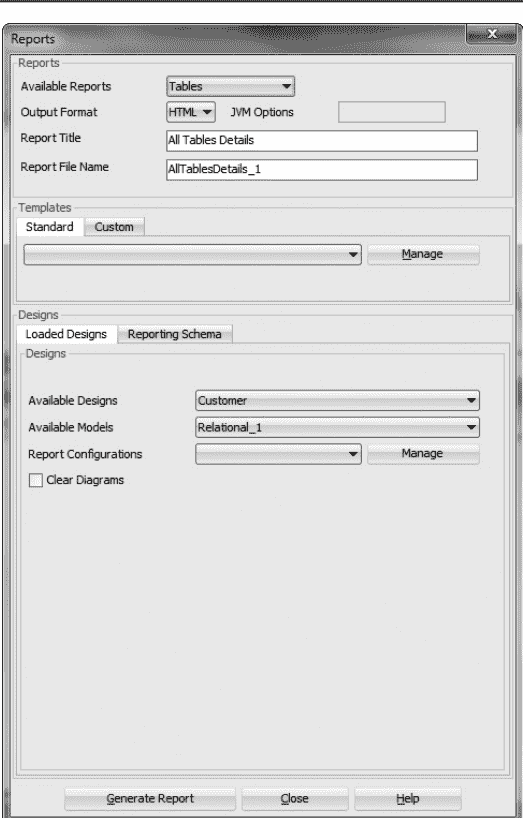 Reports
Reports
Available Reports Tables
Output Format HTML JVM Options
Report Title All Tables Details
Report File Name AllTablesDetails_1
Templates
Standard Custom
Manage
Designs
Loaded Designs Reporting Schema
Designs
Available Designs Customer
Available Models Relational_1
Report Configurations Manage
Clear Diagrams
Generate Report Close Help